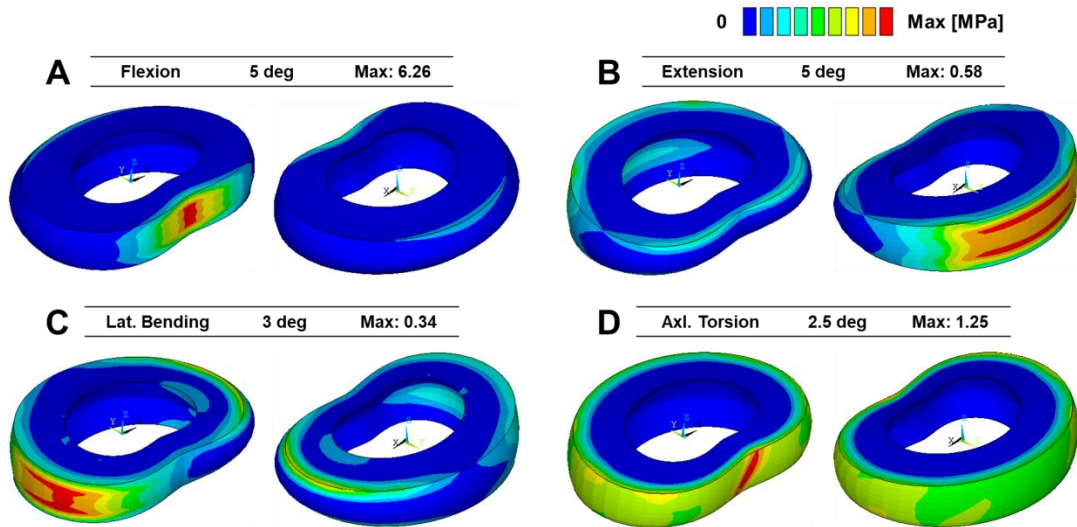 0 Max [MPa]
A Flexion 5 deg Max: 6.26
B Extension 5 deg Max: 0.58
Y Z
X Z Y
Y Z
X Z
C Lat. Bending 3 deg Max: 0.34
D Axl. Torsion 2.5 deg Max: 1.25
Y Z
X Z Y
Y Z
X Z Y